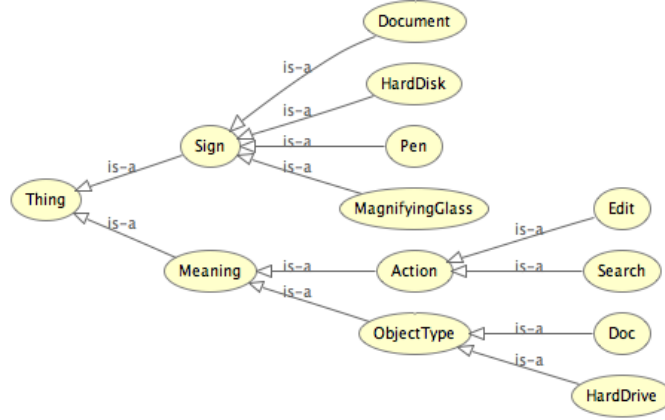 Document
is-a
HardDisk
is-a
Sign
is-a
Pen
is-a
is-a
Thing
MagnifyingGlass
Edit
is-a
is-a
Meaning
is-a
Action
is-a
Search
is-a
ObjectType
is-a
Doc
is-a
HardDrive